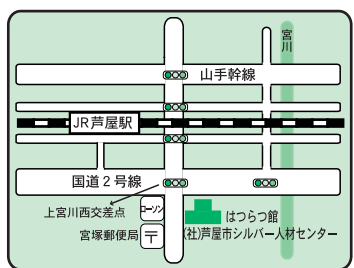 宮川
山手幹線
JR芦屋駅
国道2号線
上宮川西交差点
ローソン
はつらつ館
宮塚郵便局
〒
(社)芦屋市シルバー人材センター